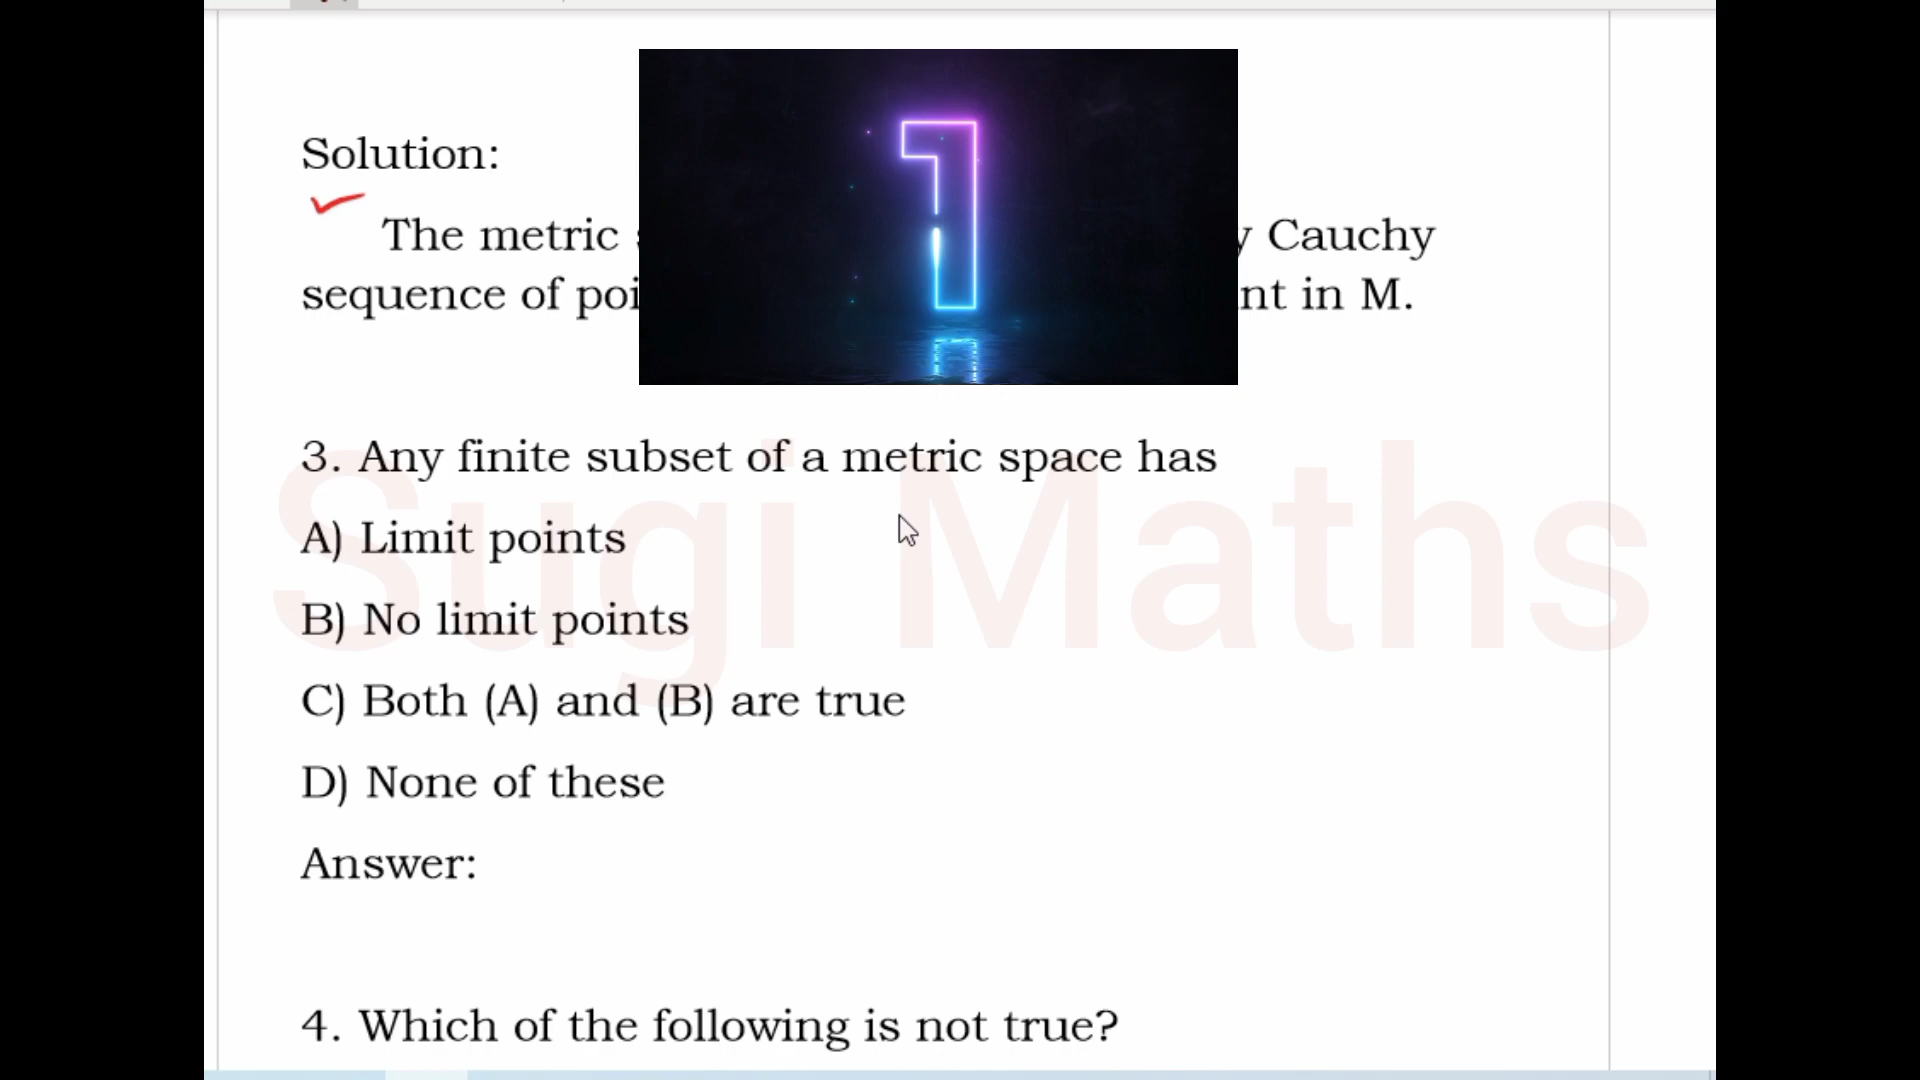 Solution:
The metric y Cauchy
sequence of poi nt in M.
3. Any finite subset of a metric space has
A) Limit points
B) No limit points
C) Both (A) and (B) are true
D) None of these
Answer:
4. Which of the following is not true?
Sugi Maths
1